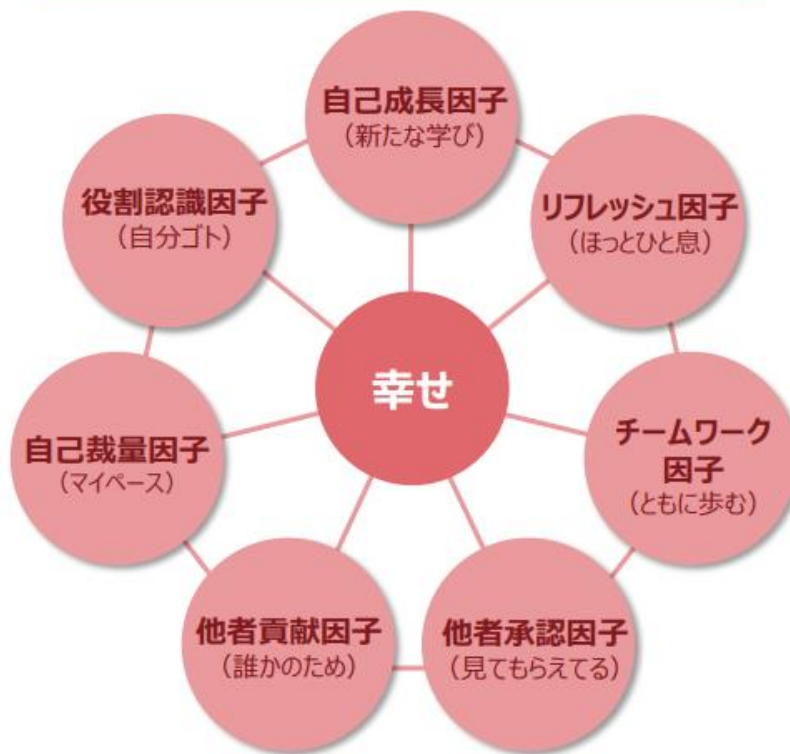 自己成長因子
（新たな学び）
リフレッシュ因子
（ほっとひと息）
チームワーク
因子
（ともに歩む）
他者承認因子
（見てもらえてる）
他者貢献因子
（誰かのため）
自己裁量因子
（マイペース）
役割認識因子
（自分ゴト）
幸せ